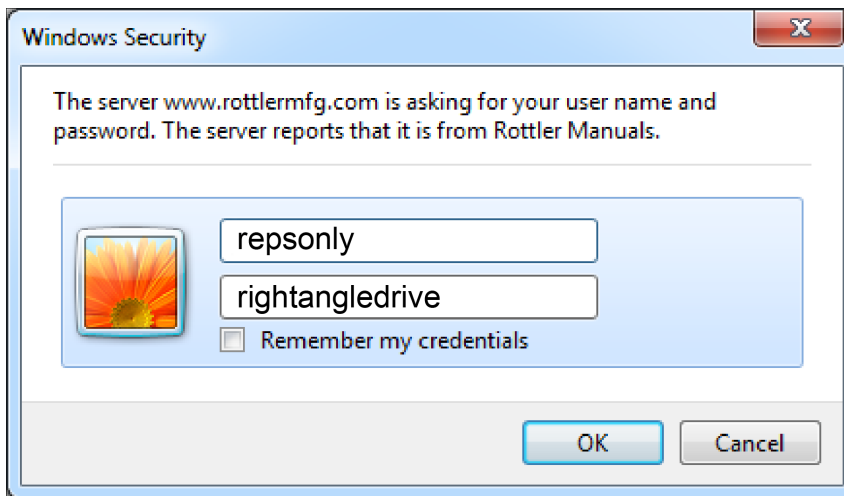 Windows Security
The server www.rottlermfg.com is asking for your user name and
password. The server reports that it is from Rottler Manuals.
repsonly
rightangledrive
Remember my credentials
OK
Cancel